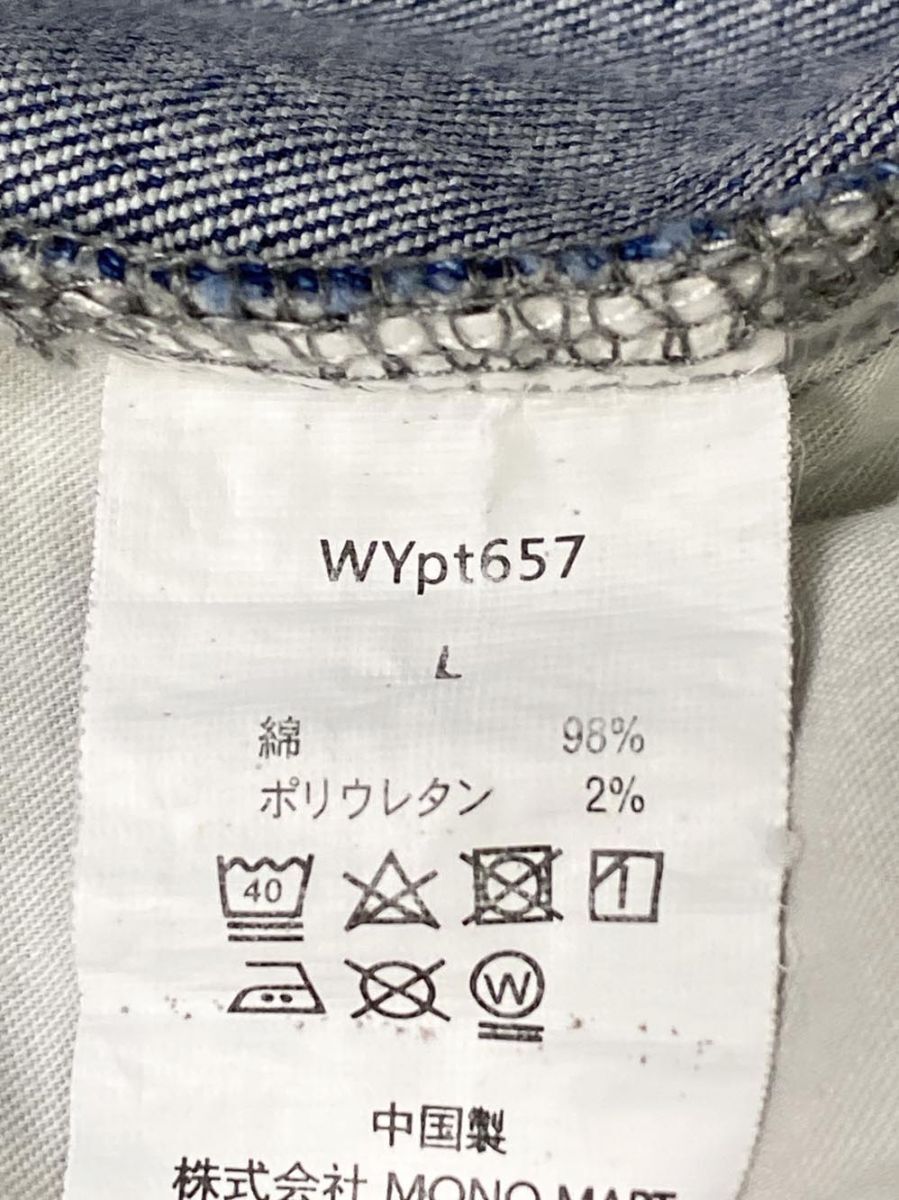 WYpt657
L
綿 98%
ポリウレタン 2%
40
W
中国製
株式会社 MONO-MART